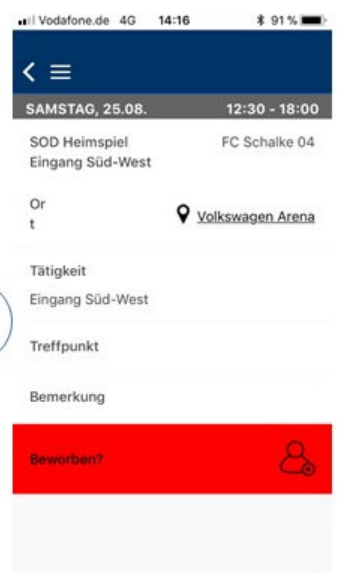 Vodafone.de 4G 14:16 91 %
SAMSTAG, 25.08. 12:30 - 18:00
SOD Heimspiel FC Schalke 04
Eingang Süd-West
Or
t Volkswagen Arena
Tätigkeit
Eingang Süd-West
Treffpunkt
Bemerkung
Beworben?